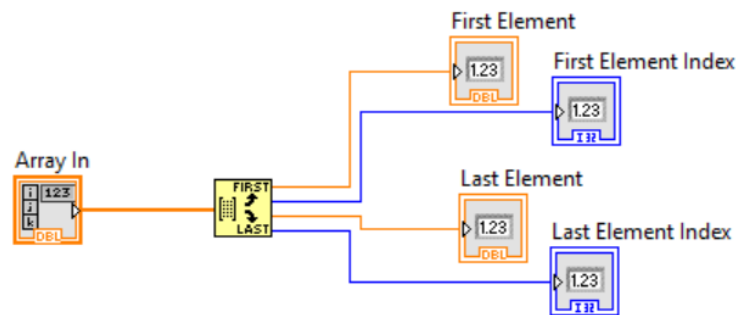 First Element
1.23
DBL
First Element Index
1.23
I32
Array In
i
j
k
123
DBL
FIRST
LAST
Last Element
1.23
DBL
Last Element Index
1.23
I32